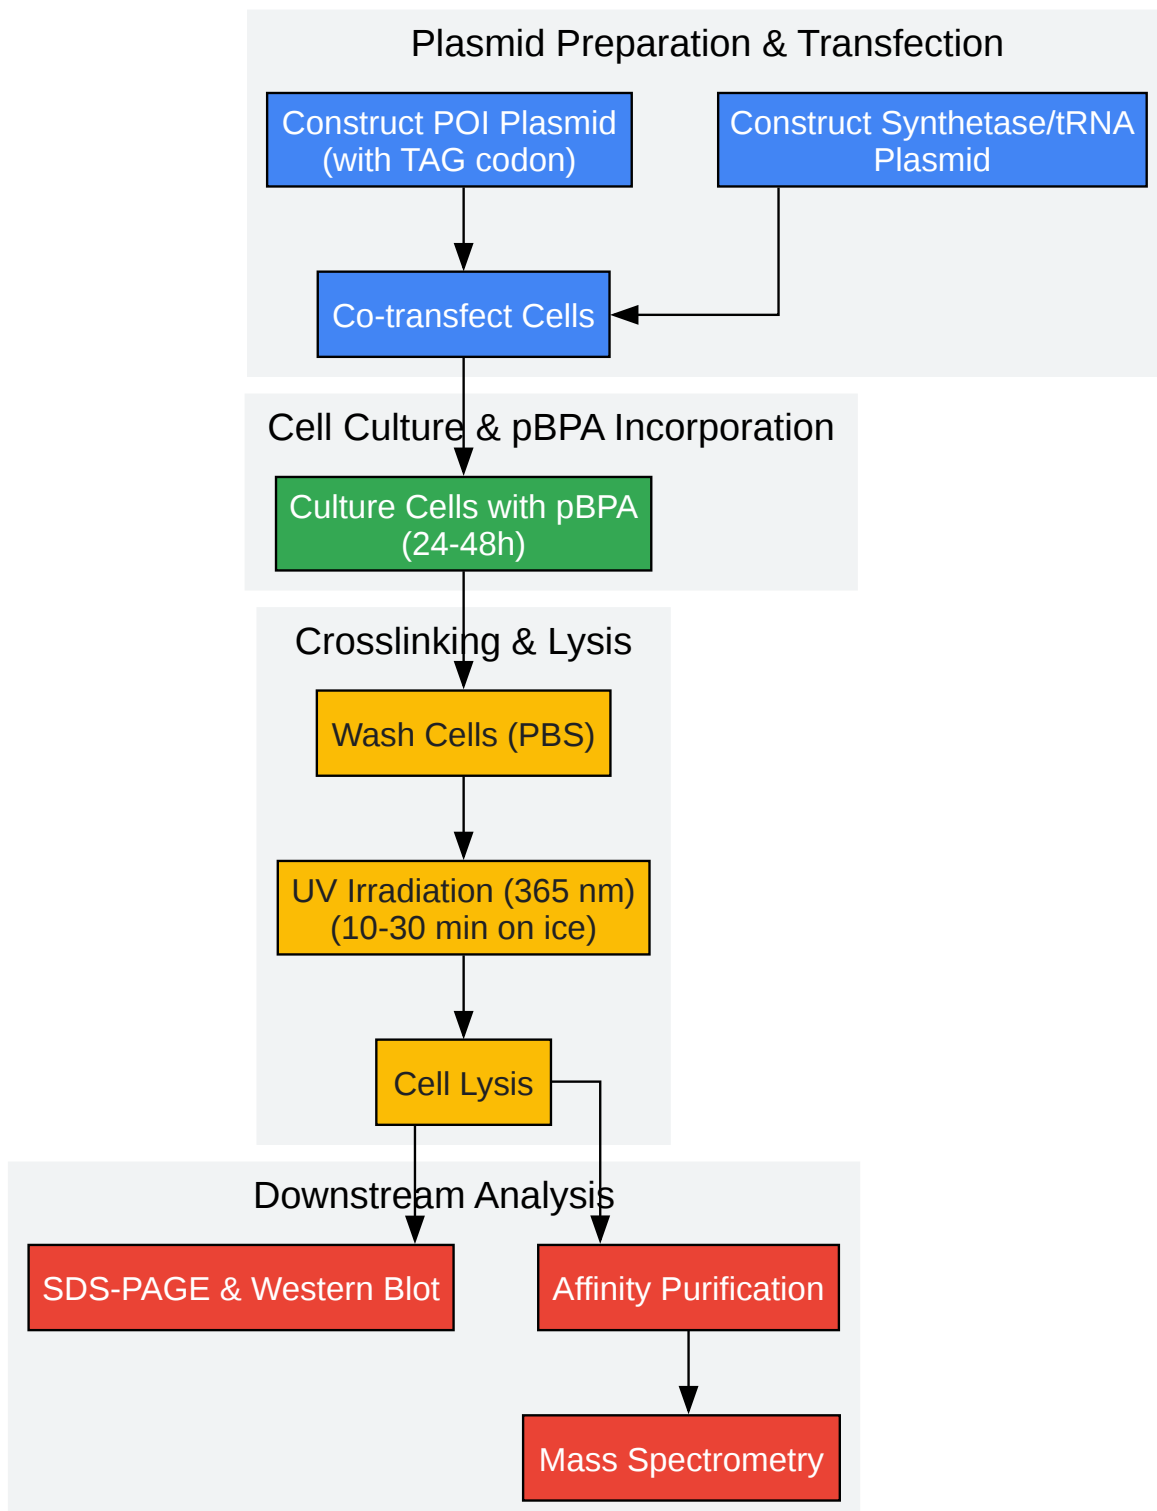 Plasmid Preparation & Transfection
Construct POI Plasmid
(with TAG codon)
Construct Synthetase/tRNA
Plasmid
Co-transfect Cells
Cell Culture & pBPA Incorporation
Culture Cells with pBPA
(24-48h)
Crosslinking & Lysis
Wash Cells (PBS)
UV Irradiation (365 nm)
(10-30 min on ice)
Cell Lysis
Downstream Analysis
SDS-PAGE & Western Blot
Affinity Purification
Mass Spectrometry